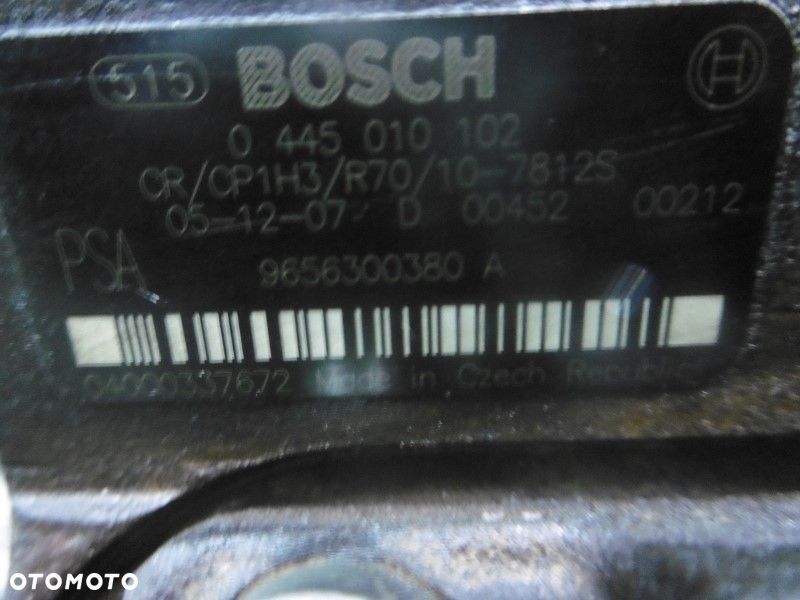 515 BOSCH
0 445 010 102
CR/CP1H3/R70/10-7812S
05-12-07 D 00452 00212
PSA 9656300380 A
04000337672 Made in Czech Republic
OTOMOTO